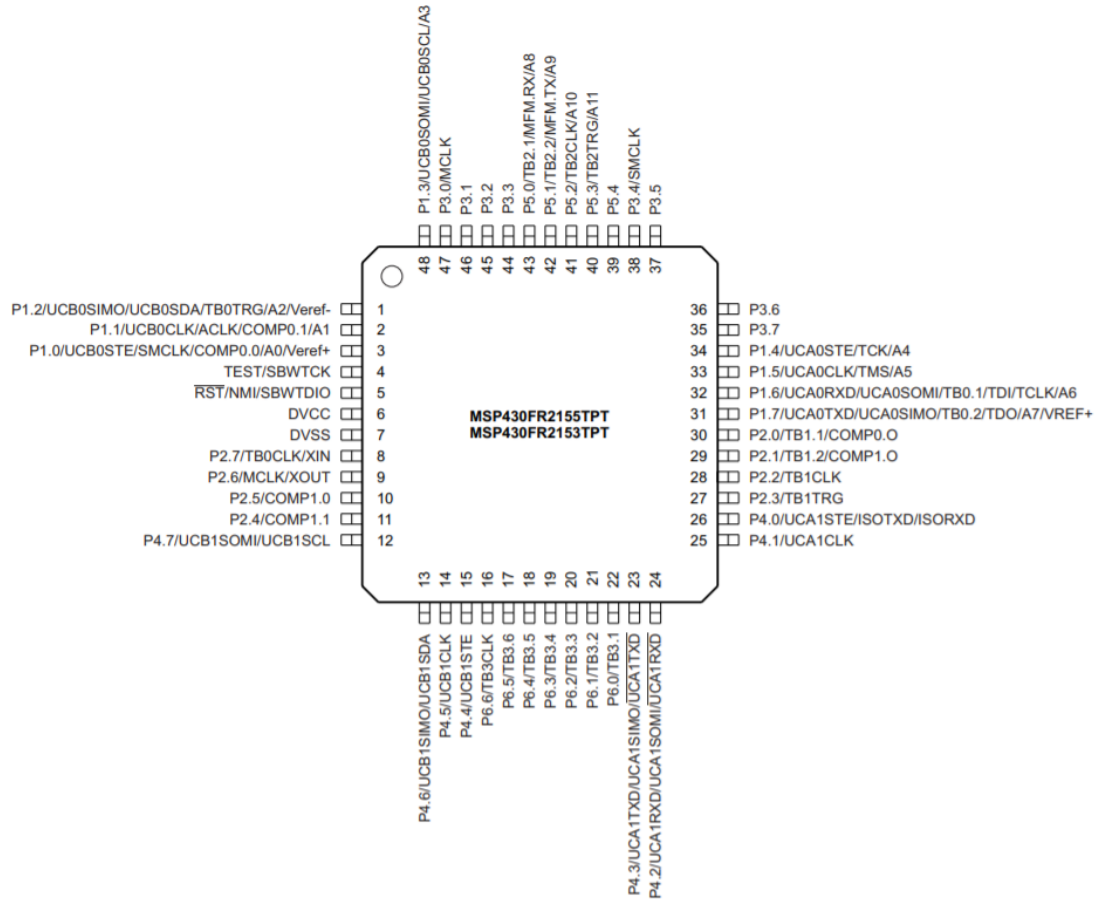 P1.3/UCB0SOMI/UCB0SCL/A3
P3.0/MCLK
P3.1
P3.2
P3.3
P5.0/TB2.1/MFM.RX/A8
P5.1/TB2.2/MFM.TX/A9
P5.2/TB2CLK/A10
P5.3/TB2TRG/A11
P5.4
P3.4/SMCLK
P3.5
48
47
46
45
44
43
42
41
40
39
38
37
P1.2/UCB0SIMO/UCB0SDA/TB0TRG/A2/Veref- 1
P1.1/UCB0CLK/ACLK/COMP0.1/A1 2
P1.0/UCB0STE/SMCLK/COMP0.0/A0/Veref+ 3
TEST/SBWTCK 4
RST/NMI/SBWTDIO 5
DVCC 6
DVSS 7
P2.7/TB0CLK/XIN 8
P2.6/MCLK/XOUT 9
P2.5/COMP1.0 10
P2.4/COMP1.1 11
P4.7/UCB1SOMI/UCB1SCL 12
MSP430FR2155TPT
MSP430FR2153TPT
36 P3.6
35 P3.7
34 P1.4/UCA0STE/TCK/A4
33 P1.5/UCA0CLK/TMS/A5
32 P1.6/UCA0RXD/UCA0SOMI/TB0.1/TDI/TCLK/A6
31 P1.7/UCA0TXD/UCA0SIMO/TB0.2/TDO/A7/VREF+
30 P2.0/TB1.1/COMP0.O
29 P2.1/TB1.2/COMP1.O
28 P2.2/TB1CLK
27 P2.3/TB1TRG
26 P4.0/UCA1STE/ISOTXD/ISORXD
25 P4.1/UCA1CLK
13
14
15
16
17
18
19
20
21
22
23
24
P4.6/UCB1SIMO/UCB1SDA
P4.5/UCB1CLK
P4.4/UCB1STE
P6.6/TB3CLK
P6.5/TB3.6
P6.4/TB3.5
P6.3/TB3.4
P6.2/TB3.3
P6.1/TB3.2
P6.0/TB3.1
P4.3/UCA1TXD/UCA1SIMO/UCA1TXD
P4.2/UCA1RXD/UCA1SOMI/UCA1RXD